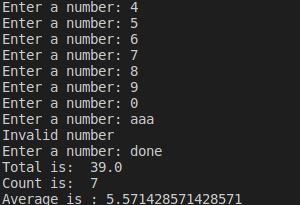 Enter a number: 4
Enter a number: 5
Enter a number: 6
Enter a number: 7
Enter a number: 8
Enter a number: 9
Enter a number: 0
Enter a number: aaa
Invalid number
Enter a number: done
Total is:  39.0
Count is:  7
Average is : 5.571428571428571